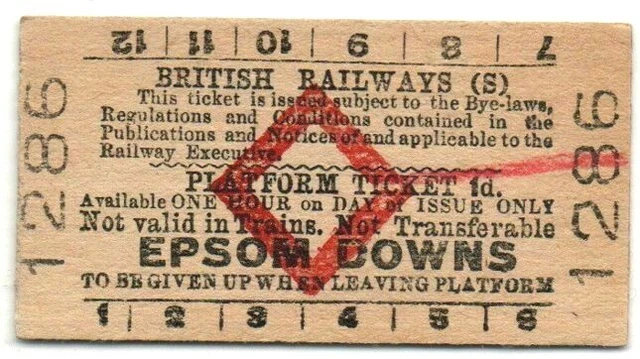 12 | 11 | 10 | 9 | 8 | 7
BRITISH RAILWAYS (S)
This ticket is issued subject to the Bye-laws,
Regulations and Conditions contained in the
Publications and Notices of and applicable to the
Railway Executive.
PLATFORM TICKET 1d.
Available ONE HOUR on DAY of ISSUE ONLY
Not valid in Trains. Not Transferable
EPSOM DOWNS
TO BE GIVEN UP WHEN LEAVING PLATFORM
1 | 2 | 3 | 4 | 5 | 6
1286
1286